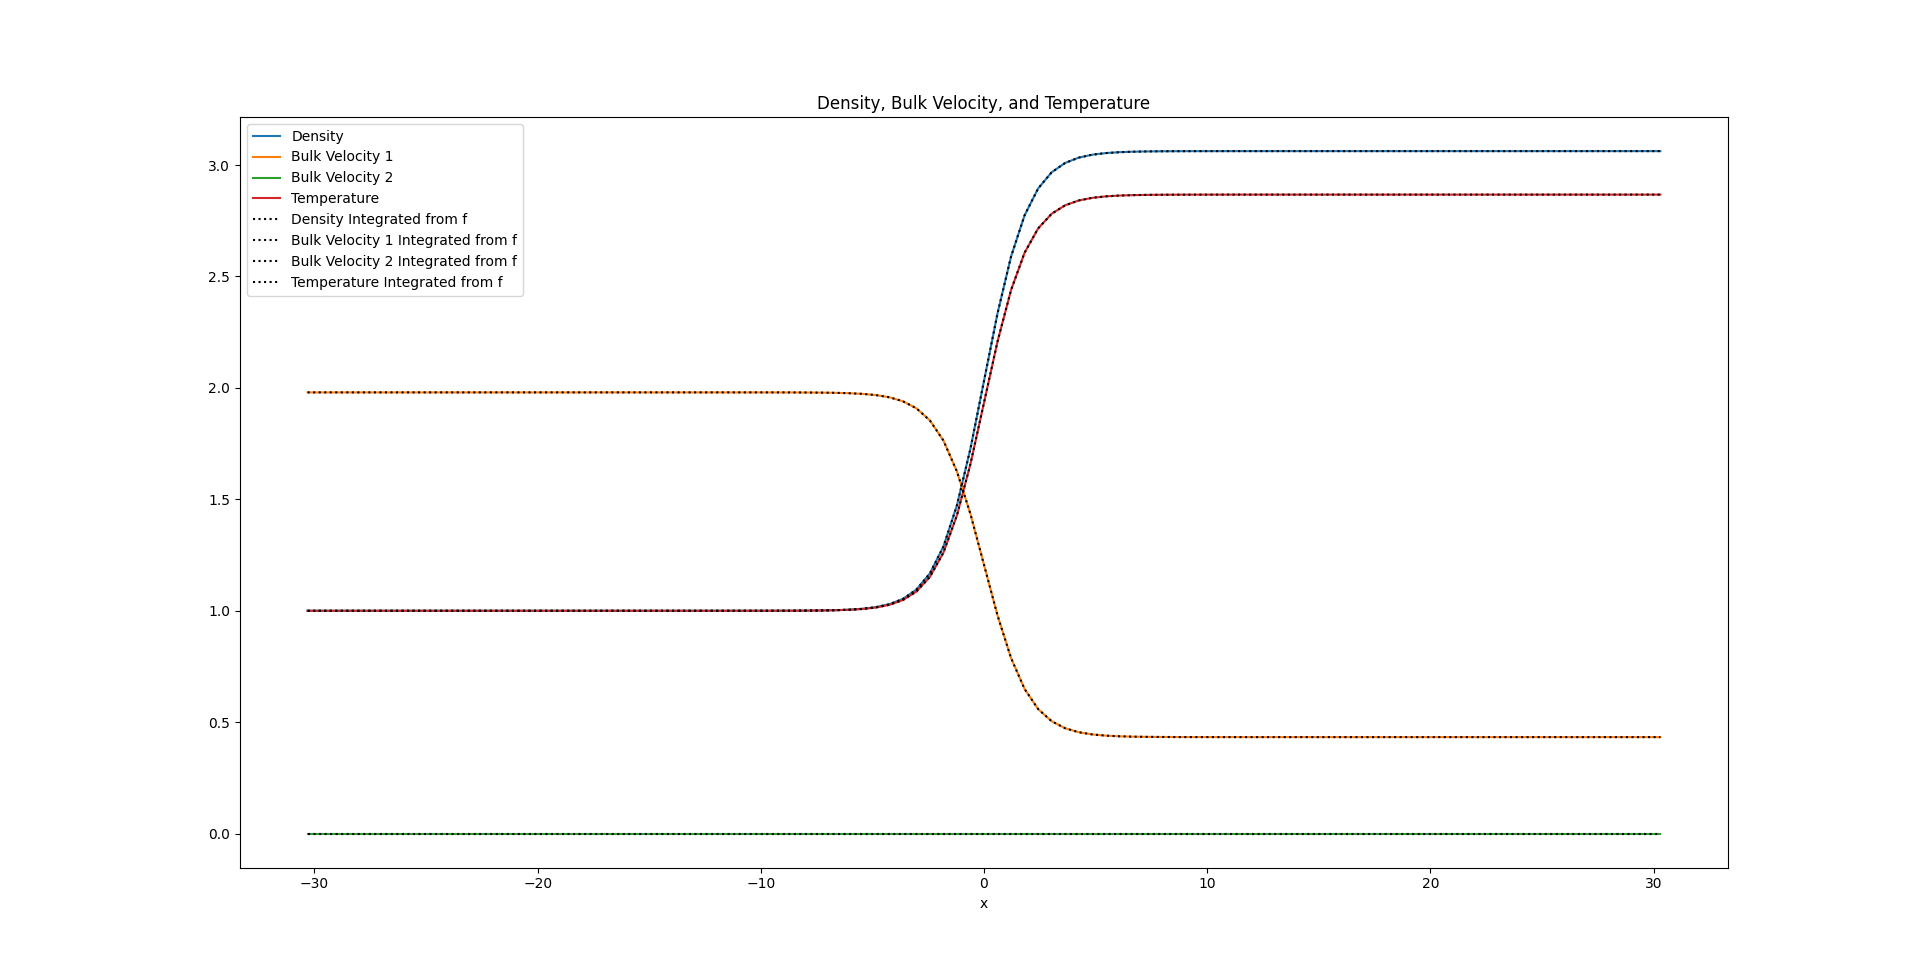 Density, Bulk Velocity, and Temperature
Density
Bulk Velocity 1
Bulk Velocity 2
Temperature
Density Integrated from f
Bulk Velocity 1 Integrated from f
Bulk Velocity 2 Integrated from f
Temperature Integrated from f
3.0
2.5
2.0
1.5
1.0
0.5
0.0
−30 −20 −10 0 10 20 30
x